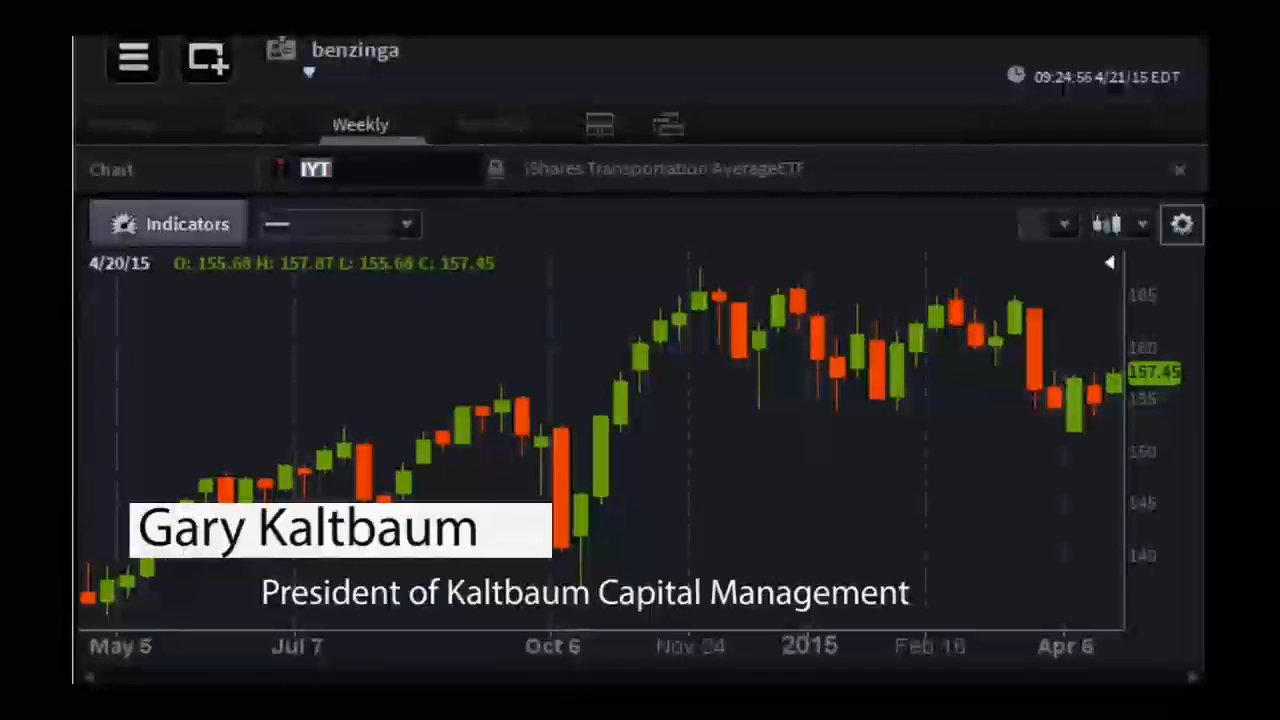 benzinga
09:24:56 4/21/15 EDT
Weekly
Chart IYT iShares Transportation AverageETF
Indicators
4/20/15 O: 155.68 H: 157.87 L: 155.68 C: 157.45
165
160
157.45
155
150
145
140
Gary Kaltbaum
President of Kaltbaum Capital Management
May 5 Jul 7 Oct 6 Nov 24 2015 Feb 16 Apr 6